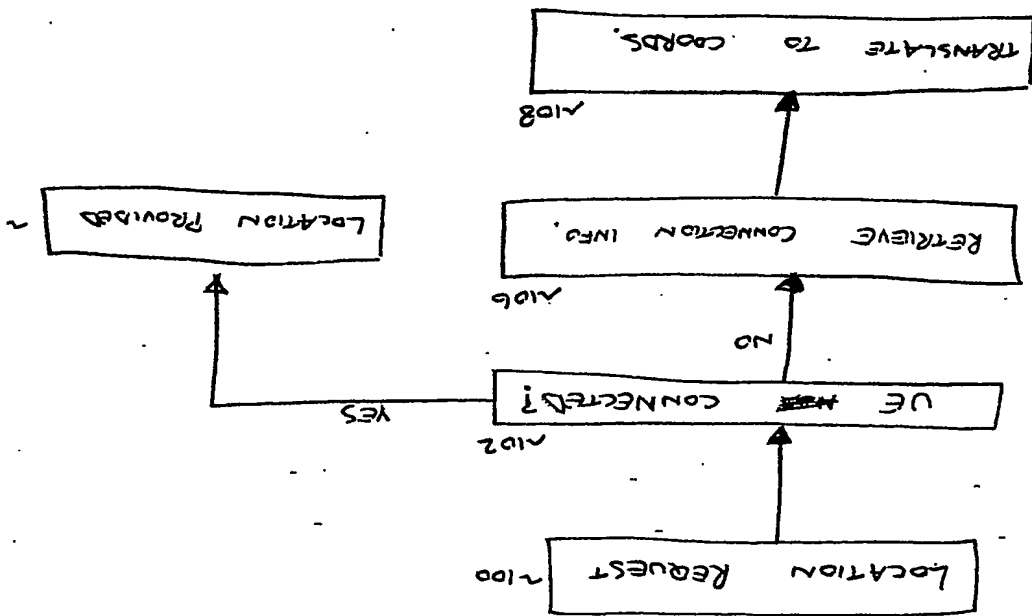 LOCATION REQUEST
~100
UE CONNECTED?
~102
YES
NO
LOCATION PROVIDED
~
RETRIEVE CONNECTION INFO.
~106
TRANSLATE TO COORDS.
~108